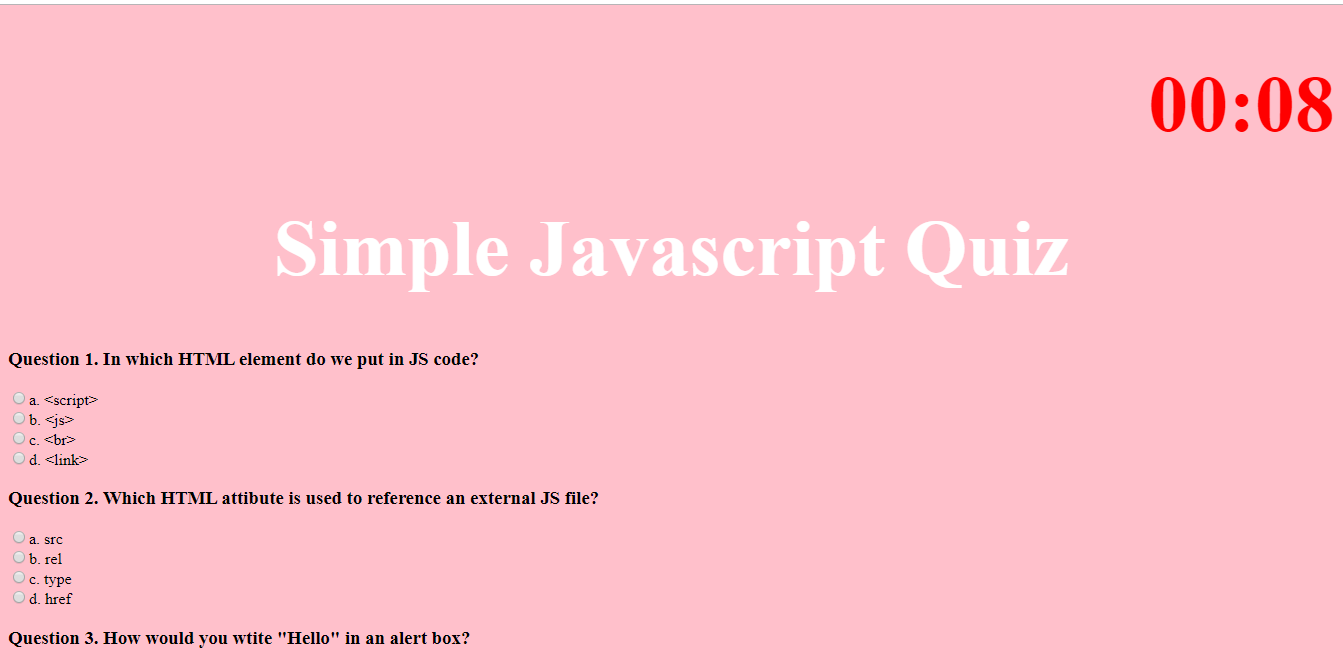 00:08
Simple Javascript Quiz
Question 1. In which HTML element do we put in JS code?
a. <script>
b. <js>
c. <br>
d. <link>
Question 2. Which HTML attibute is used to reference an external JS file?
a. src
b. rel
c. type
d. href
Question 3. How would you wtite "Hello" in an alert box?